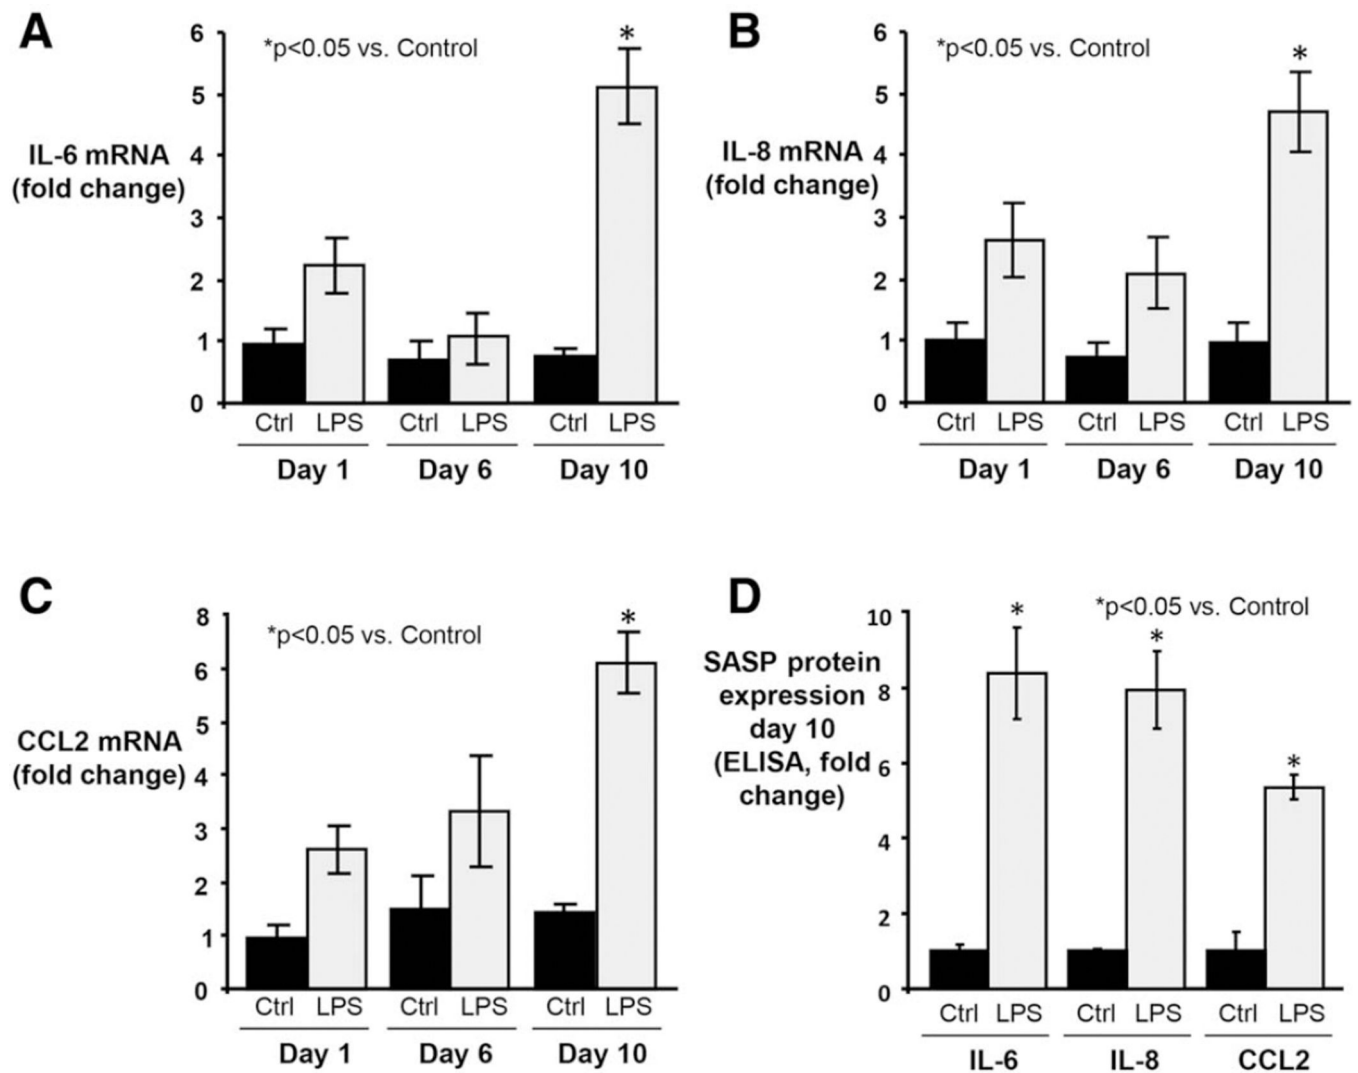 A
*p<0.05 vs. Control
*
IL-6 mRNA
(fold change)
6
5
4
3
2
1
0
Ctrl LPS Ctrl LPS Ctrl LPS
Day 1 Day 6 Day 10
B
*p<0.05 vs. Control
*
IL-8 mRNA
(fold change)
6
5
4
3
2
1
0
Ctrl LPS Ctrl LPS Ctrl LPS
Day 1 Day 6 Day 10
C
*p<0.05 vs. Control
*
CCL2 mRNA
(fold change)
8
6
5
4
3
2
1
0
Ctrl LPS Ctrl LPS Ctrl LPS
Day 1 Day 6 Day 10
D
*p<0.05 vs. Control
*
*
*
SASP protein
expression
day 10
(ELISA, fold
change)
10
8
6
4
2
0
Ctrl LPS Ctrl LPS Ctrl LPS
IL-6 IL-8 CCL2